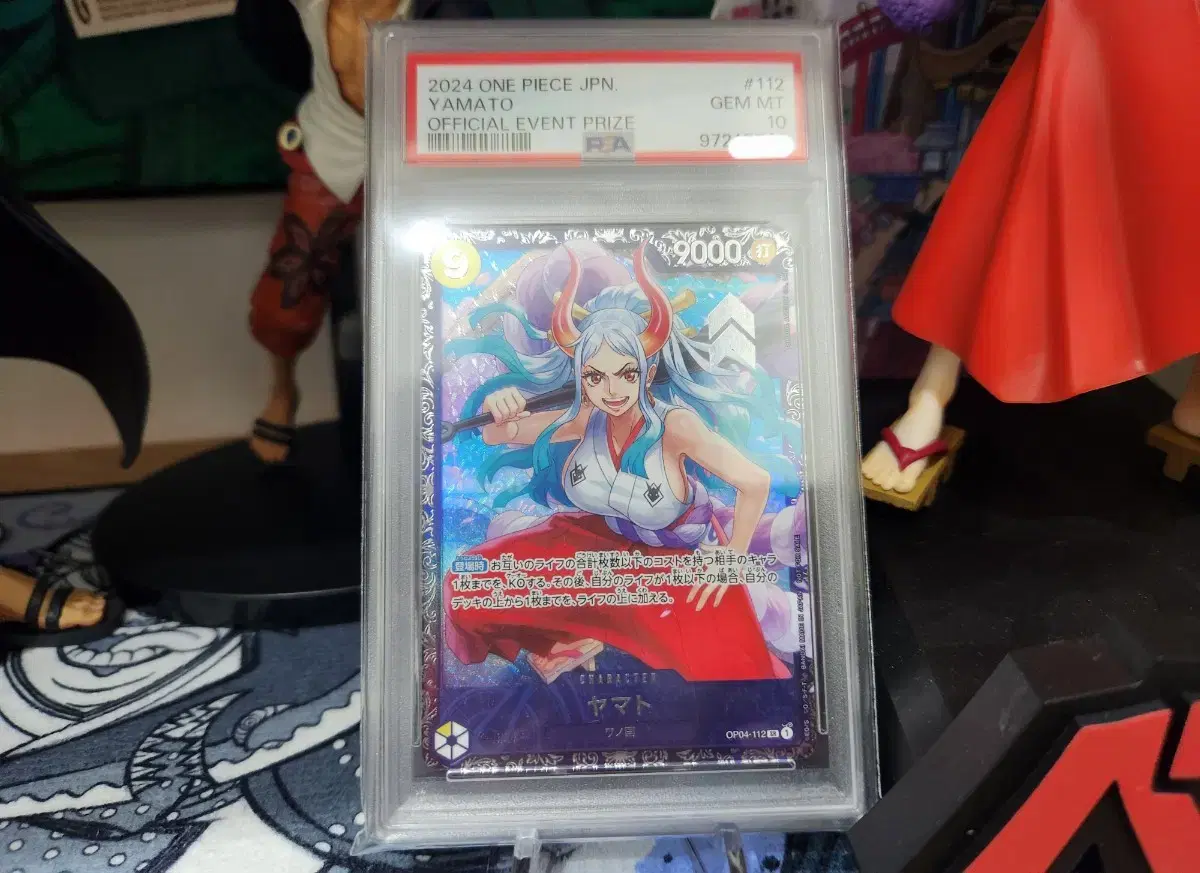 2024 ONE PIECE JPN. #112
YAMATO GEM MT
OFFICIAL EVENT PRIZE 10
PSA 972
9 9000 打
登場時 お互いのライフの合計枚数以下のコストを持つ相手のキャラ
1枚までを、KOする。その後、自分のライフが1枚以下の場合、自分の
デッキの上から1枚までを、ライフの上に加える。
CHARACTER
ヤマト
ワノ国
OP04-112 SR 1